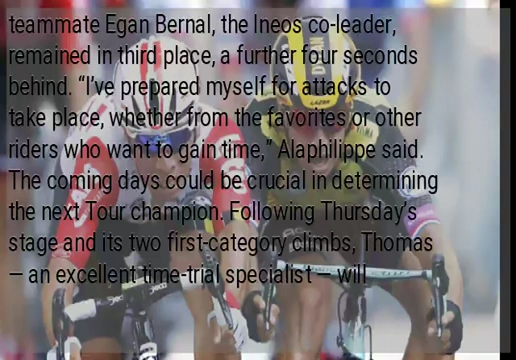 teammate Egan Bernal, the Ineos co-leader,
remained in third place, a further four seconds
behind. “I’ve prepared myself for attacks to
take place, whether from the favorites or other
riders who want to gain time,” Alaphilippe said.
The coming days could be crucial in determining
the next Tour champion. Following Thursday’s
stage and its two first-category climbs, Thomas
— an excellent time-trial specialist — will
LAZER